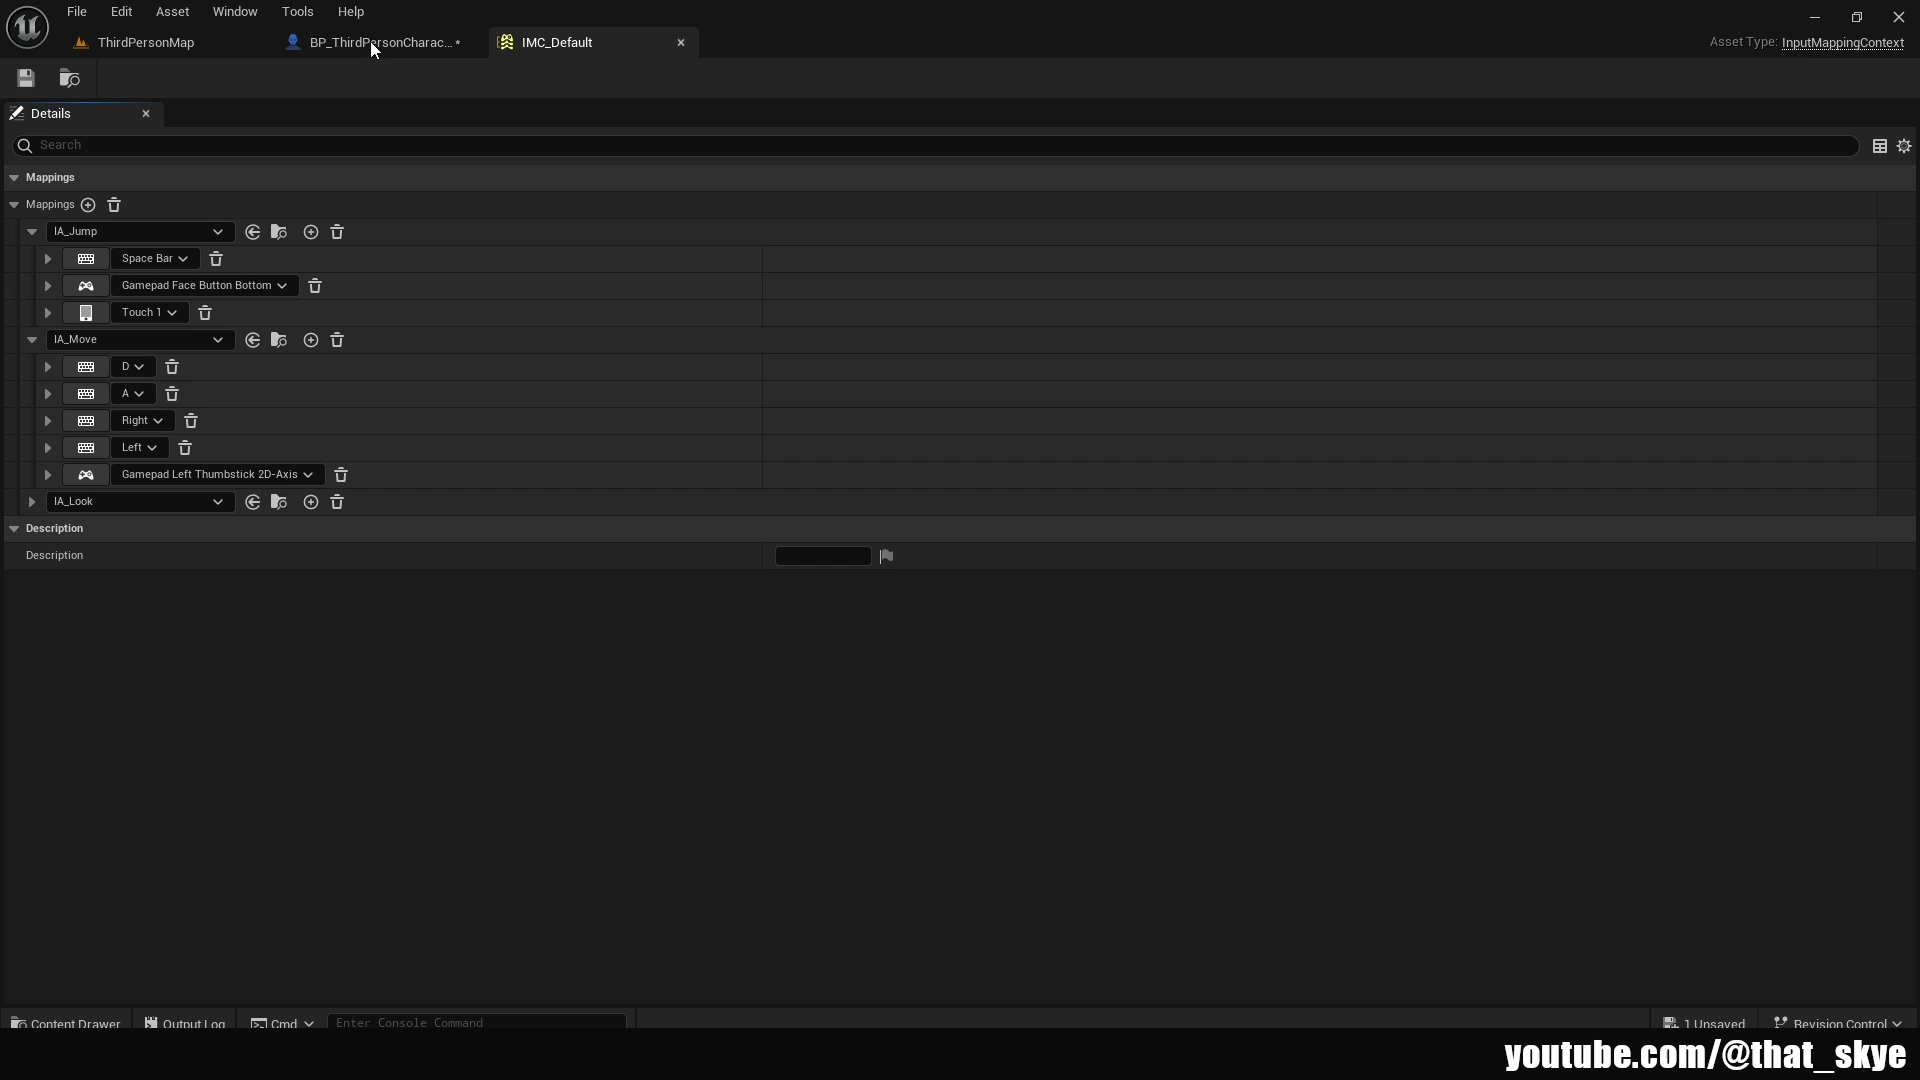 File Edit Asset Window Tools Help
ThirdPersonMap BP_ThirdPersonCharac... * IMC_Default Asset Type: InputMappingContext
Details
Search
Mappings
Mappings
IA_Jump
Space Bar
Gamepad Face Button Bottom
Touch 1
IA_Move
D
A
Right
Left
Gamepad Left Thumbstick 2D-Axis
IA_Look
Description
Description
Content Drawer Output Log Cmd Enter Console Command 1 Unsaved Revision Control
youtube.com/@that_skye